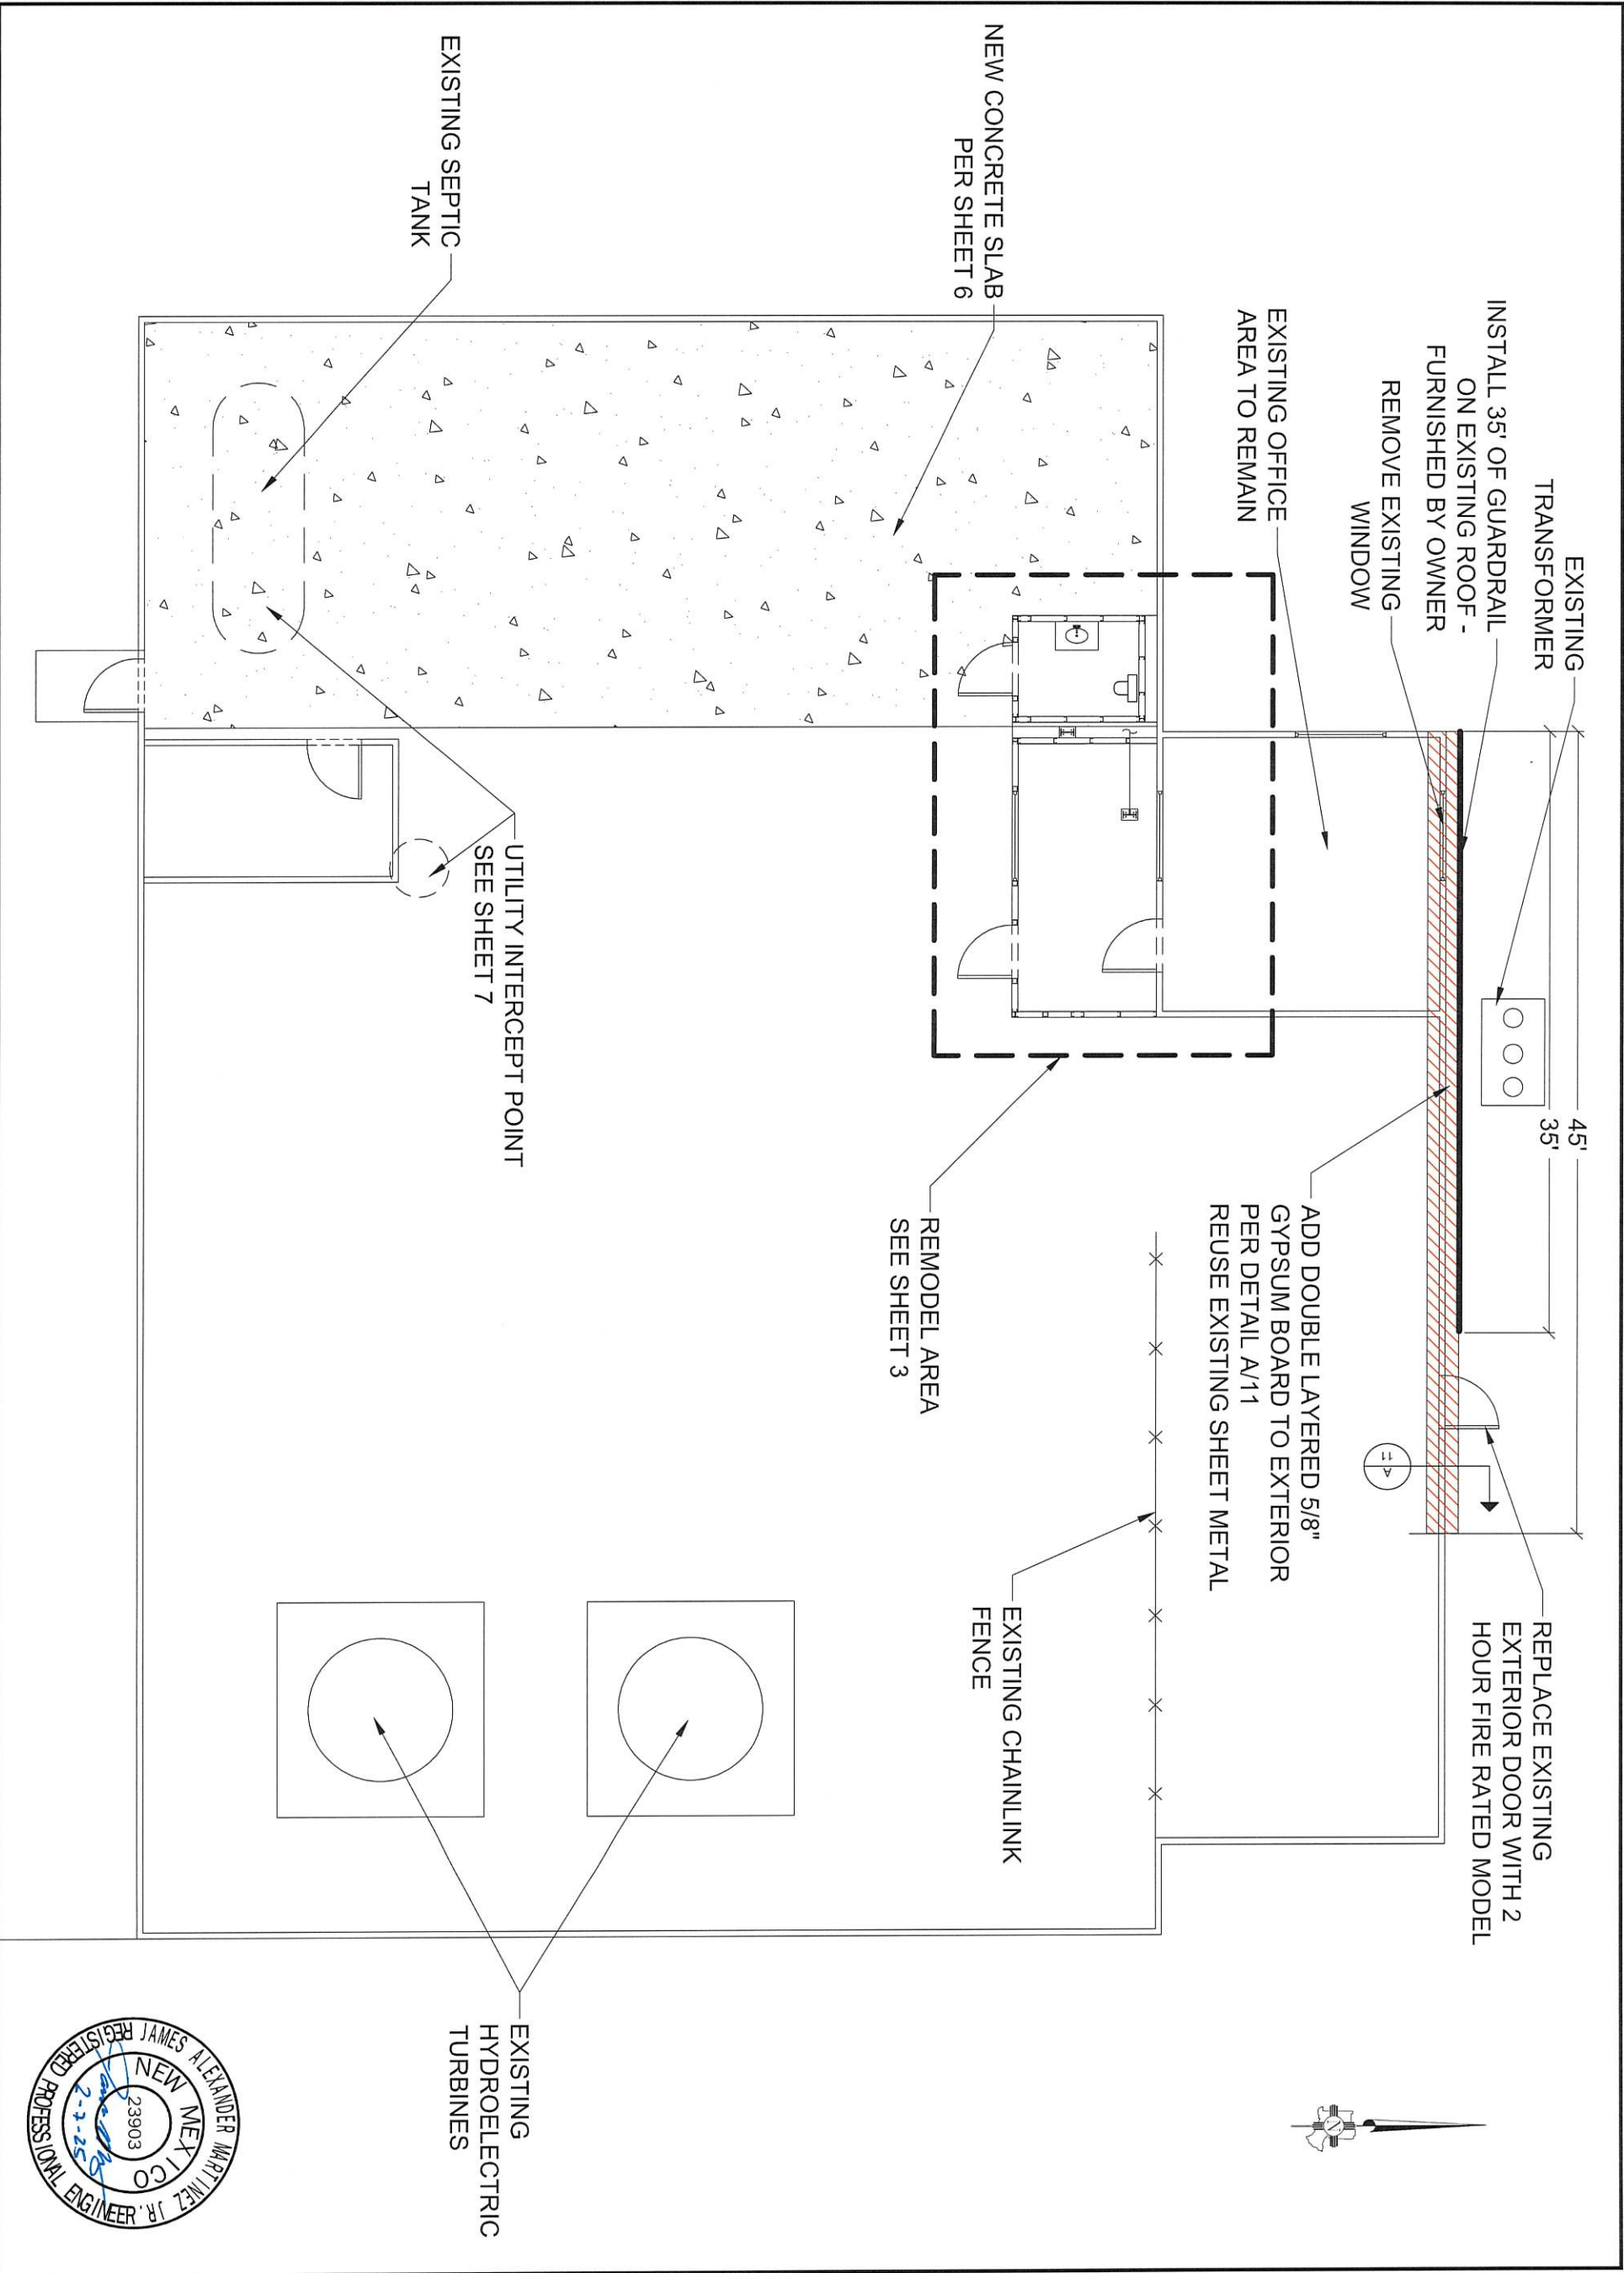 EXISTING
TRANSFORMER
INSTALL 35' OF GUARDRAIL
ON EXISTING ROOF -
FURNISHED BY OWNER
REMOVE EXISTING
WINDOW
EXISTING OFFICE
AREA TO REMAIN
NEW CONCRETE SLAB
PER SHEET 6
EXISTING SEPTIC
TANK
45'
35'
REPLACE EXISTING
EXTERIOR DOOR WITH 2
HOUR FIRE RATED MODEL
ADD DOUBLE LAYERED 5/8"
GYPSUM BOARD TO EXTERIOR
PER DETAIL A/11
REUSE EXISTING SHEET METAL
A
11
REMODEL AREA
SEE SHEET 3
EXISTING CHAINLINK
FENCE
UTILITY INTERCEPT POINT
SEE SHEET 7
EXISTING
HYDROELECTRIC
TURBINES
N
JAMES ALEXANDER MARTINEZ JR.
NEW MEXICO
23903
2-7-25
REGISTERED PROFESSIONAL ENGINEER